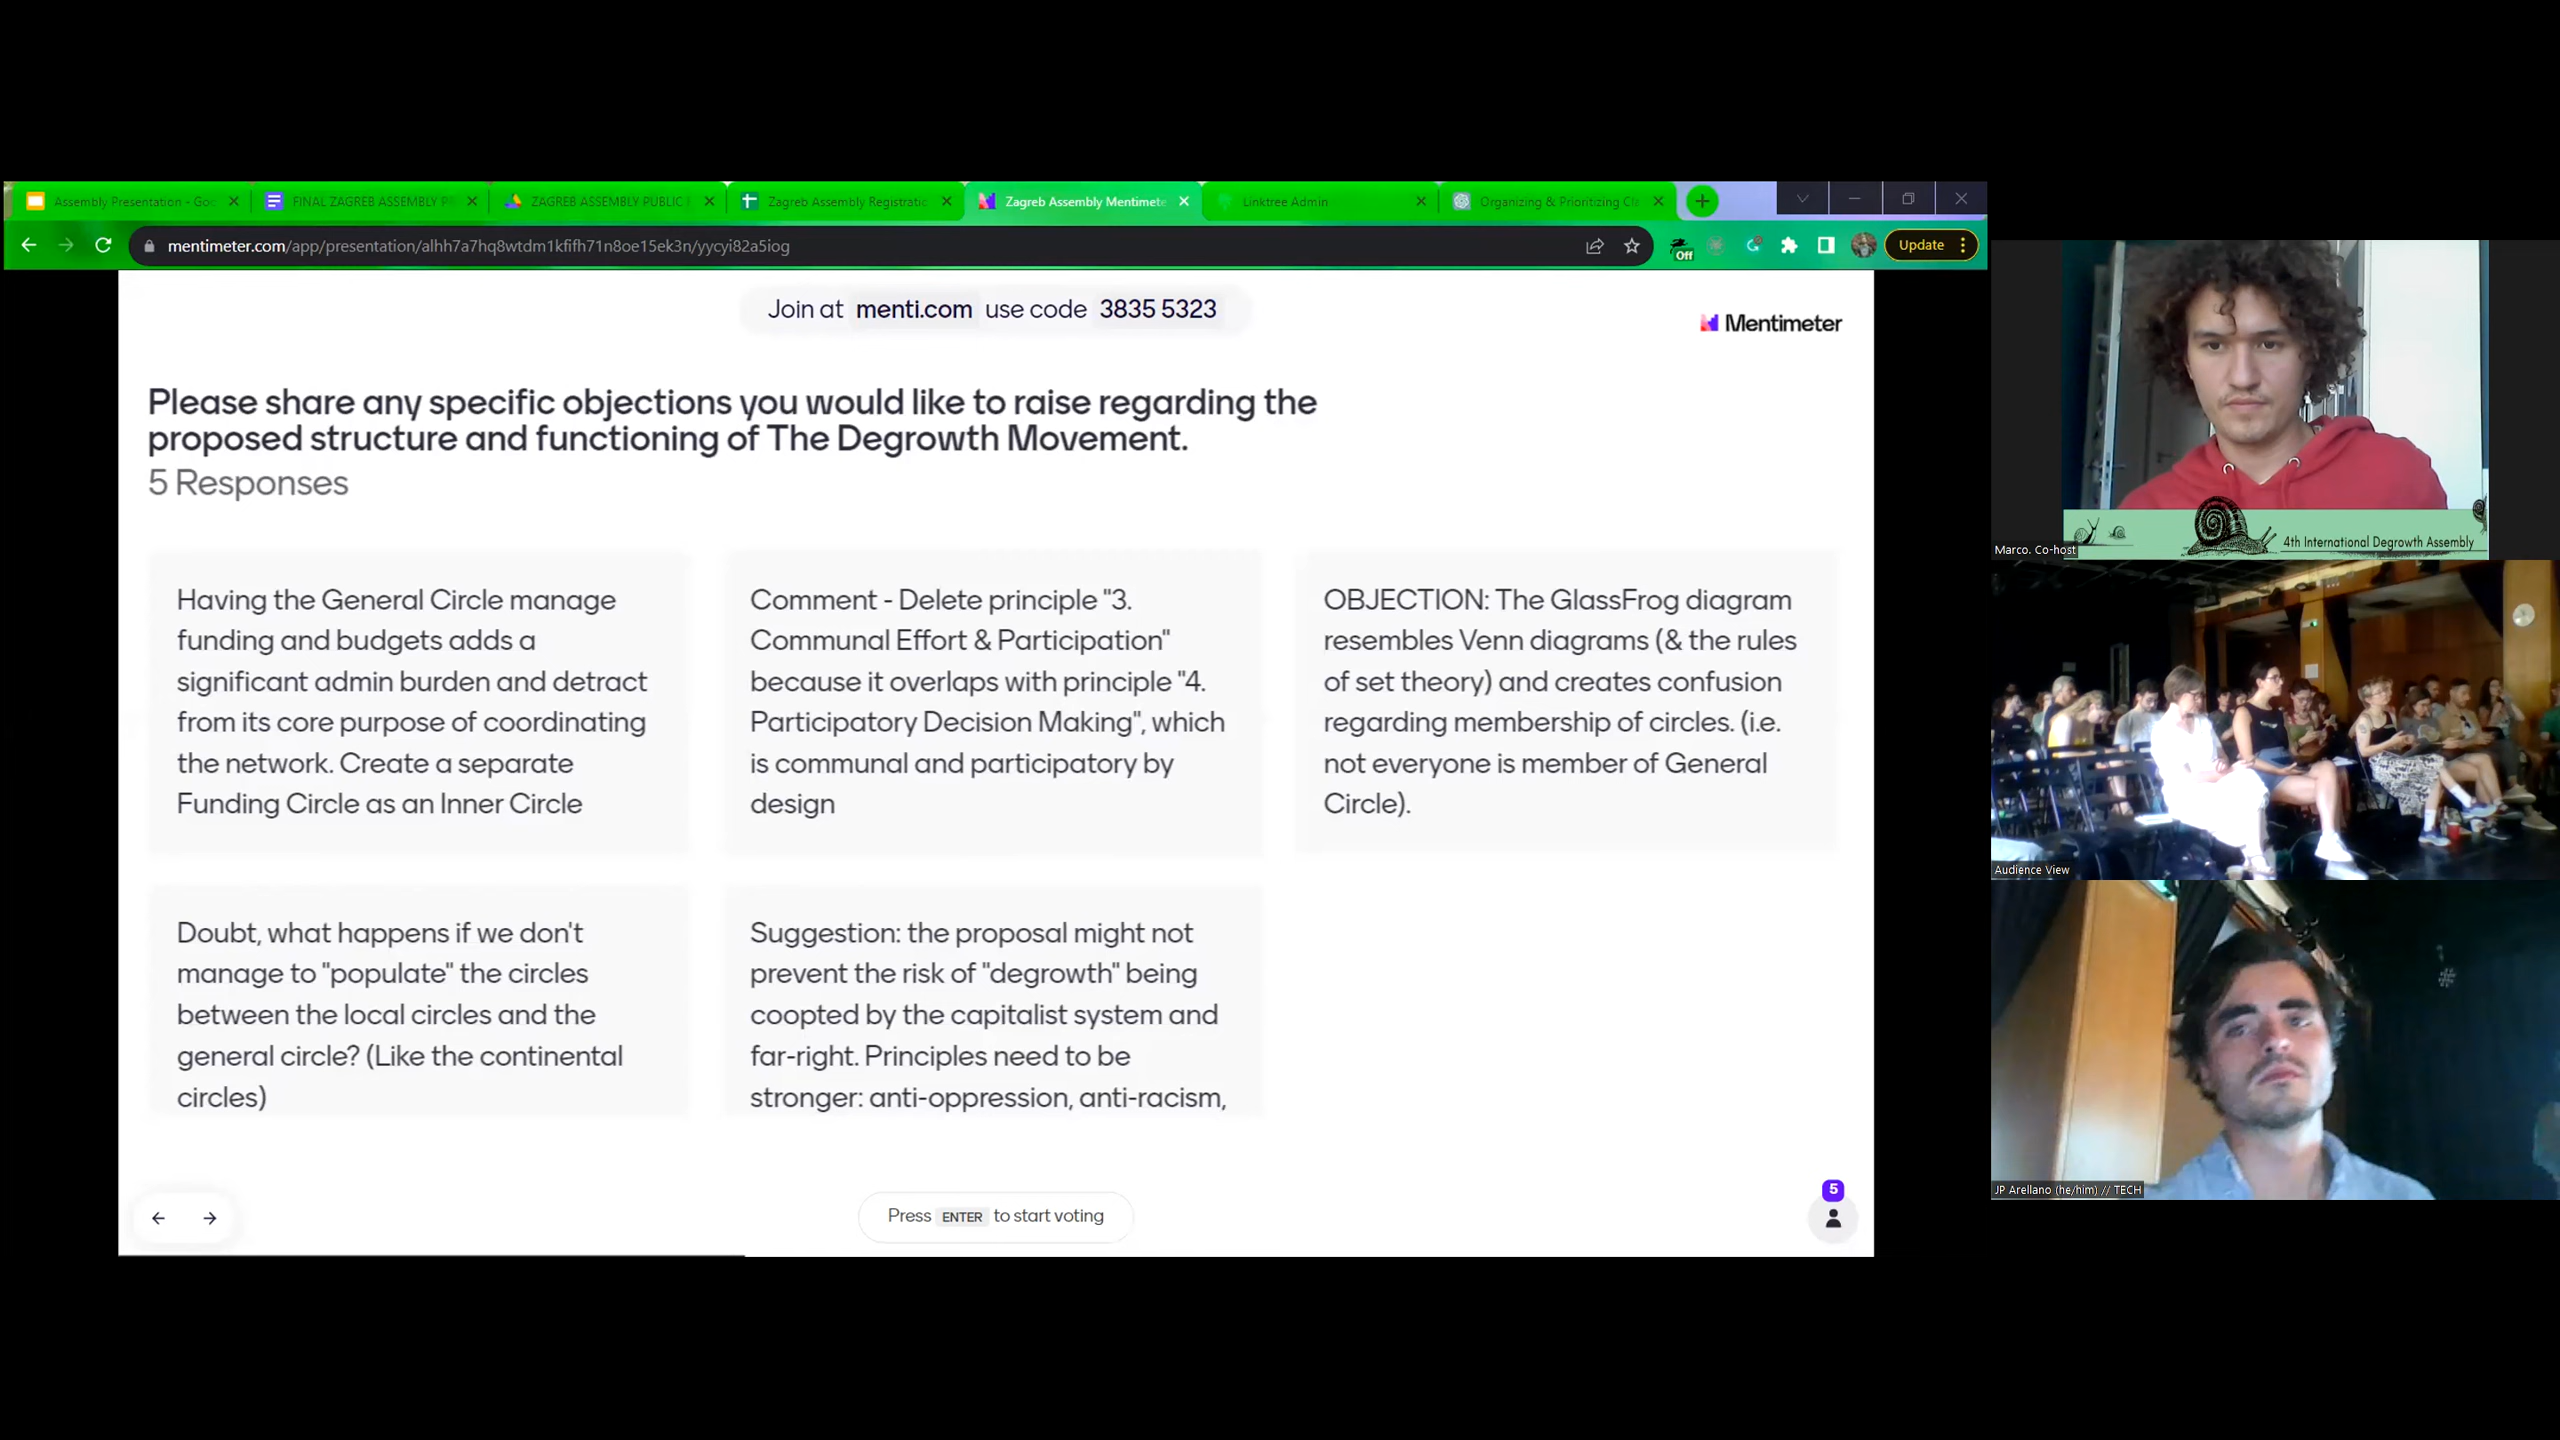 Assembly Presentation - Goo
FINAL ZAGREB ASSEMBLY P
ZAGREB ASSEMBLY PUBLIC
Zagreb Assembly Registratio
Zagreb Assembly Mentimete
Linktree Admin
Organizing & Prioritizing Cla
mentimeter.com/app/presentation/alhh7a7hq8wtdm1kfifh71n8oe15ek3n/yycyi82a5iog
Off
Update
Join at menti.com use code 3835 5323
Mentimeter
Please share any specific objections you would like to raise regarding the
proposed structure and functioning of The Degrowth Movement.
5 Responses
Having the General Circle manage
funding and budgets adds a
significant admin burden and detract
from its core purpose of coordinating
the network. Create a separate
Funding Circle as an Inner Circle
Comment - Delete principle "3.
Communal Effort & Participation"
because it overlaps with principle "4.
Participatory Decision Making", which
is communal and participatory by
design
OBJECTION: The GlassFrog diagram
resembles Venn diagrams (& the rules
of set theory) and creates confusion
regarding membership of circles. (i.e.
not everyone is member of General
Circle).
Doubt, what happens if we don't
manage to "populate" the circles
between the local circles and the
general circle? (Like the continental
circles)
Suggestion: the proposal might not
prevent the risk of "degrowth" being
coopted by the capitalist system and
far-right. Principles need to be
stronger: anti-oppression, anti-racism,
Press ENTER to start voting
5
4th International Degrowth Assembly
Marco. Co-host
Audience View
JP Arellano (he/him) // TECH